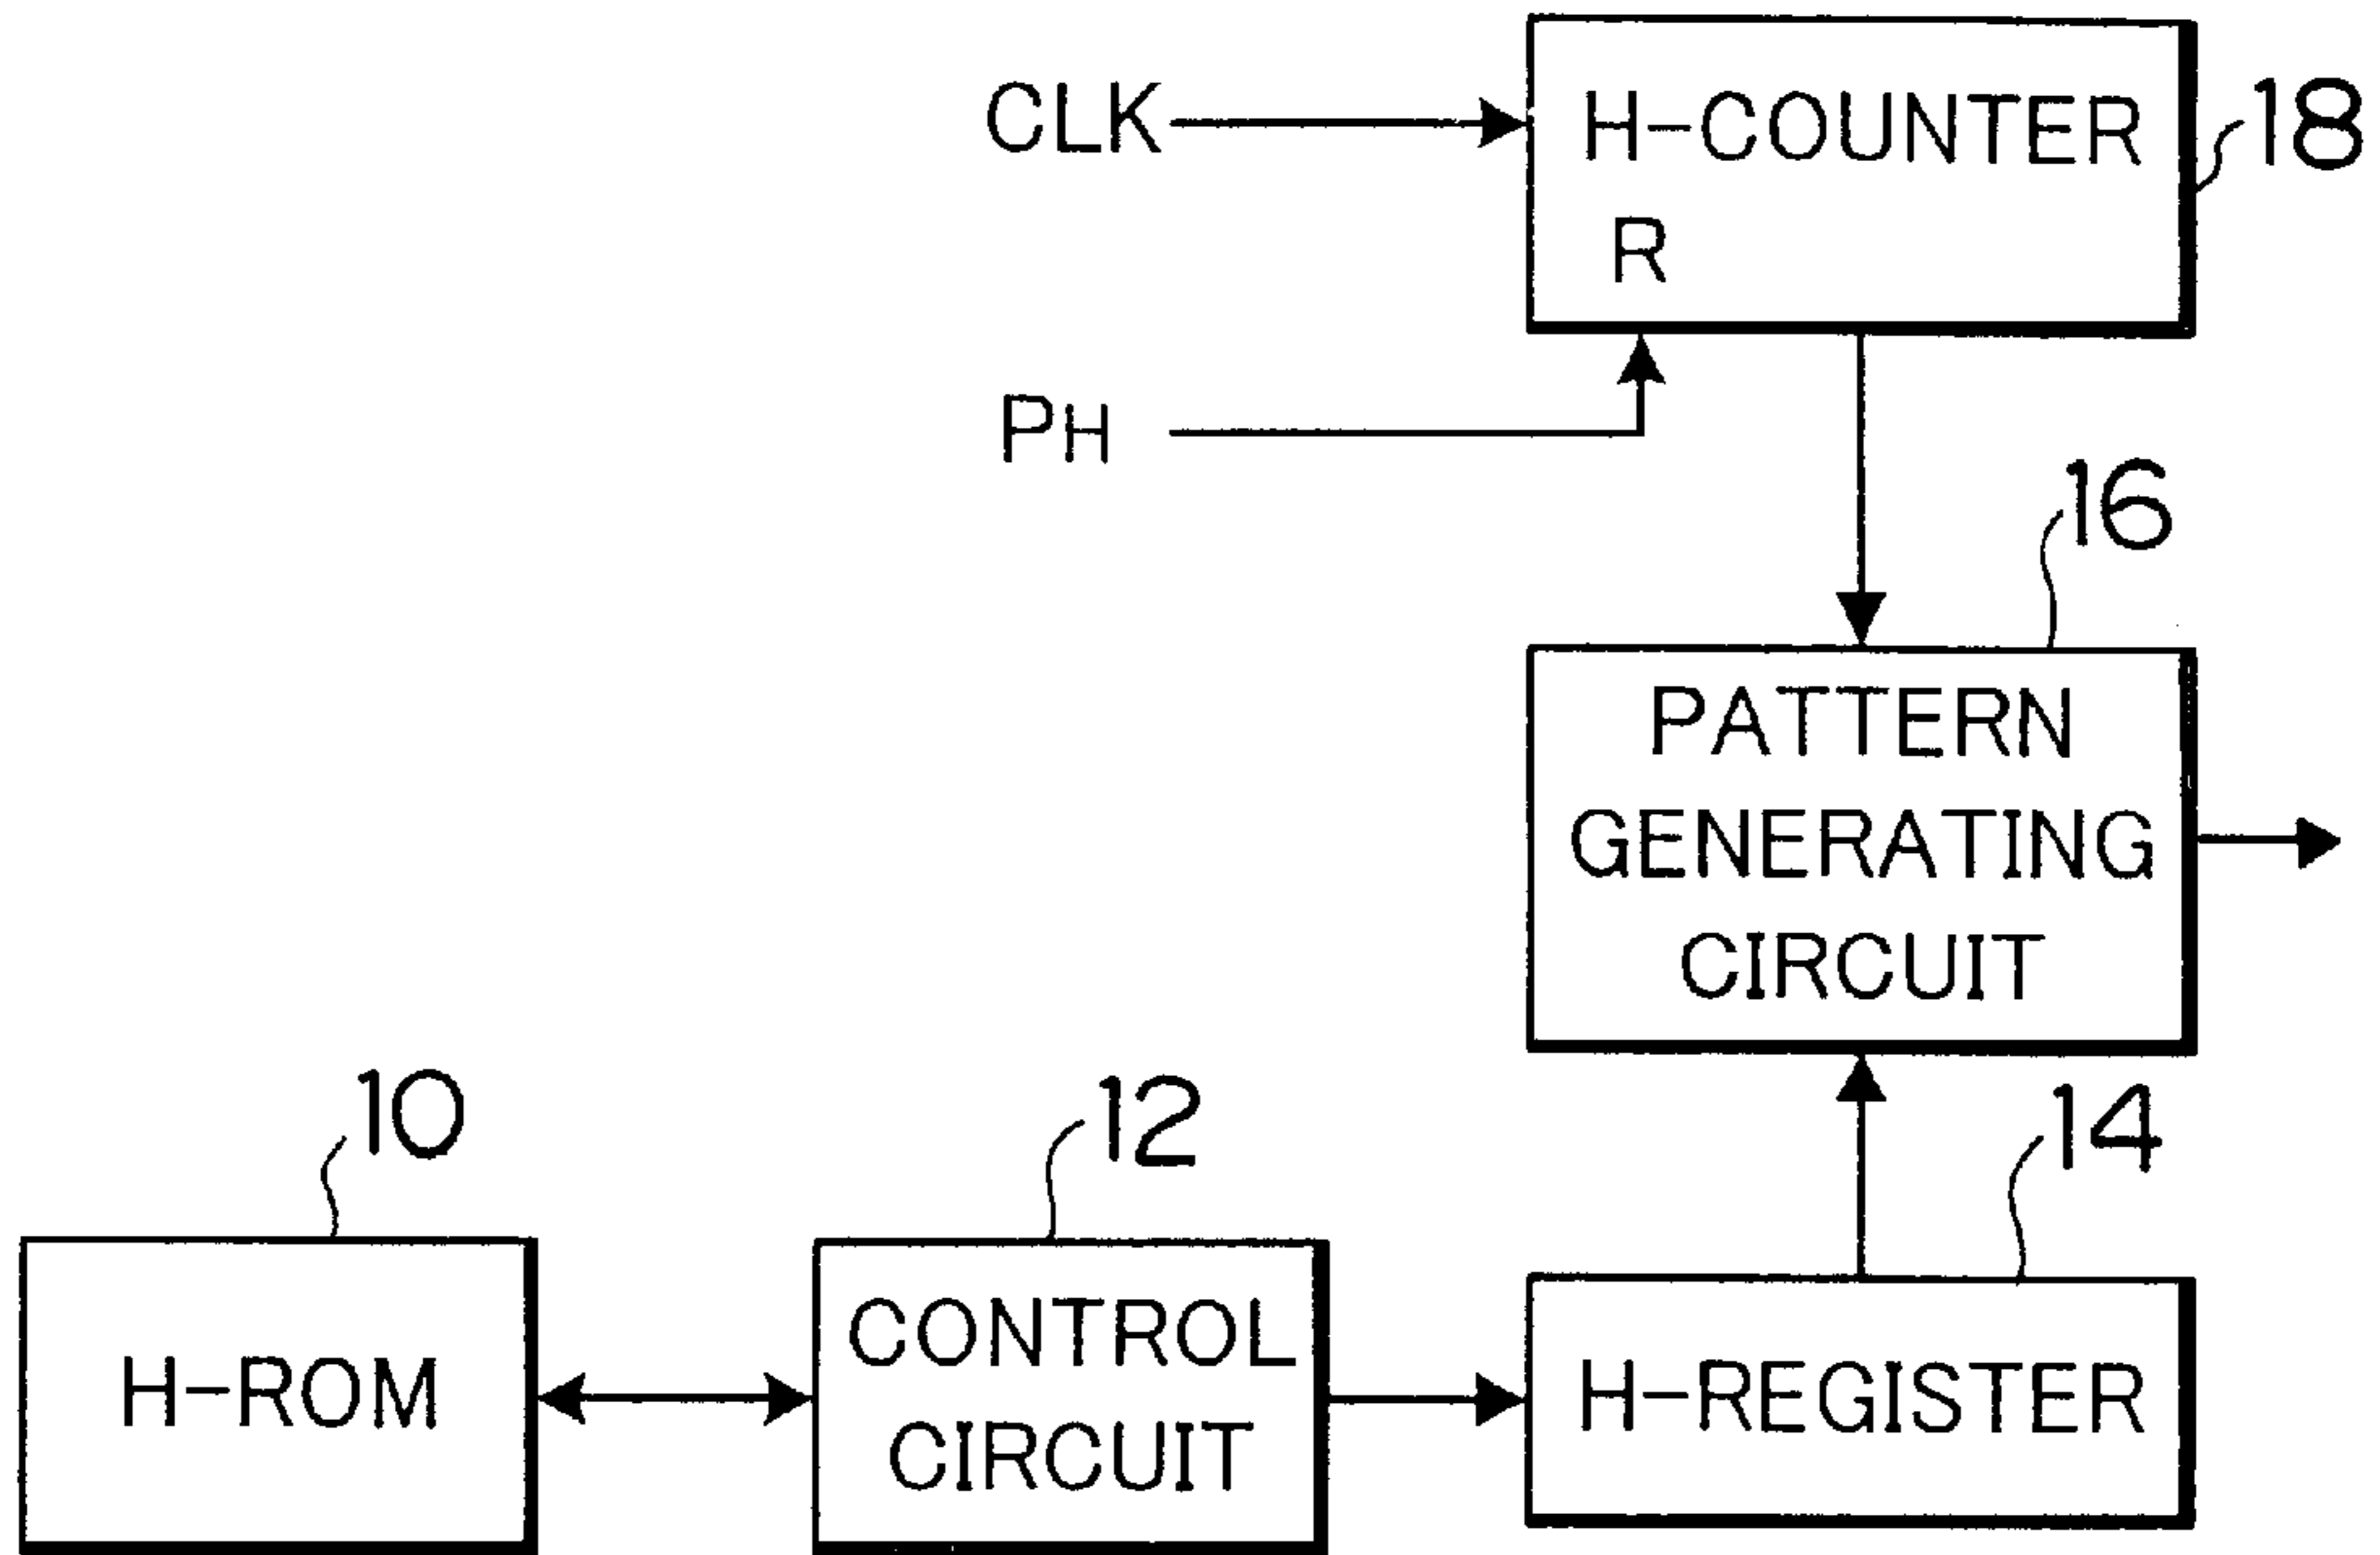 CLK
H-COUNTER
R
18
PH
16
PATTERN
GENERATING
CIRCUIT
10
12
14
H-ROM
CONTROL
CIRCUIT
H-REGISTER